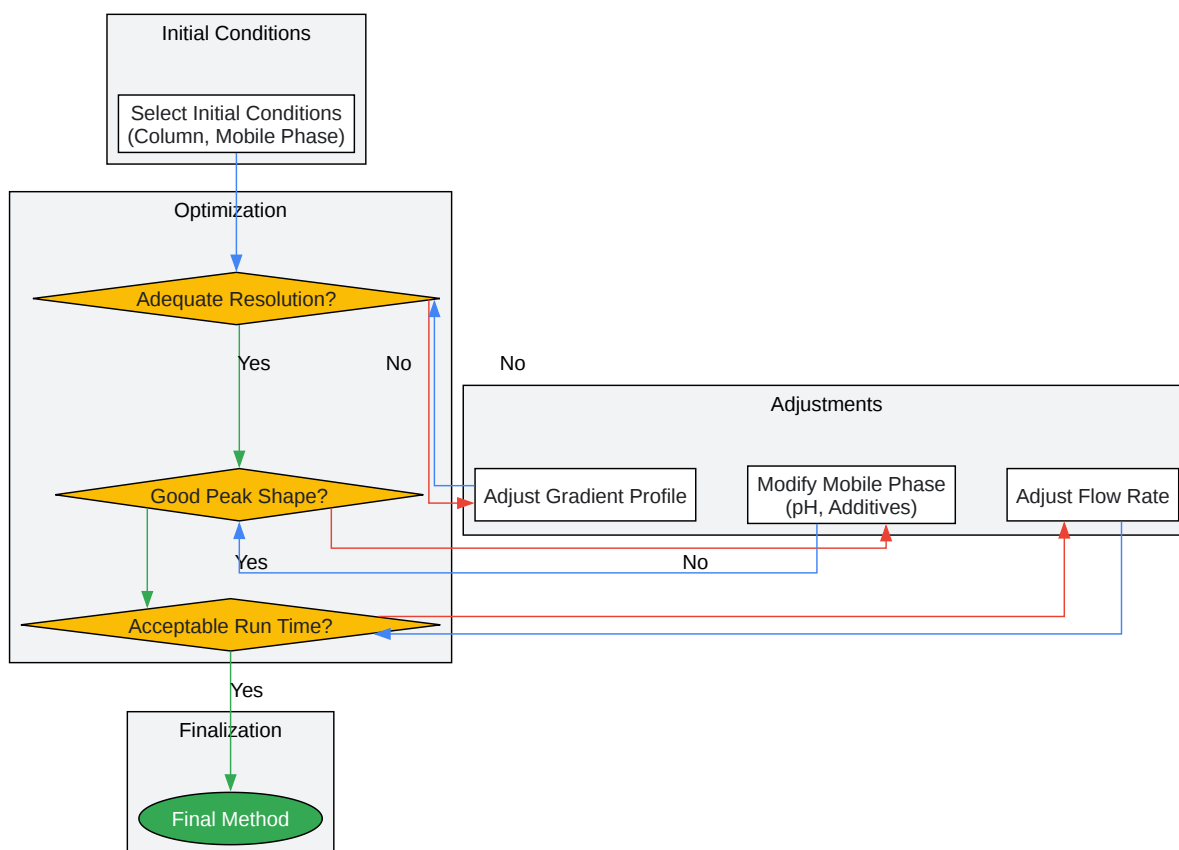 Initial Conditions
Select Initial Conditions
(Column, Mobile Phase)
Optimization
Adequate Resolution?
Yes
No
No
Adjustments
Good Peak Shape?
Adjust Gradient Profile
Modify Mobile Phase
(pH, Additives)
Adjust Flow Rate
Yes
No
Acceptable Run Time?
Yes
Finalization
Final Method